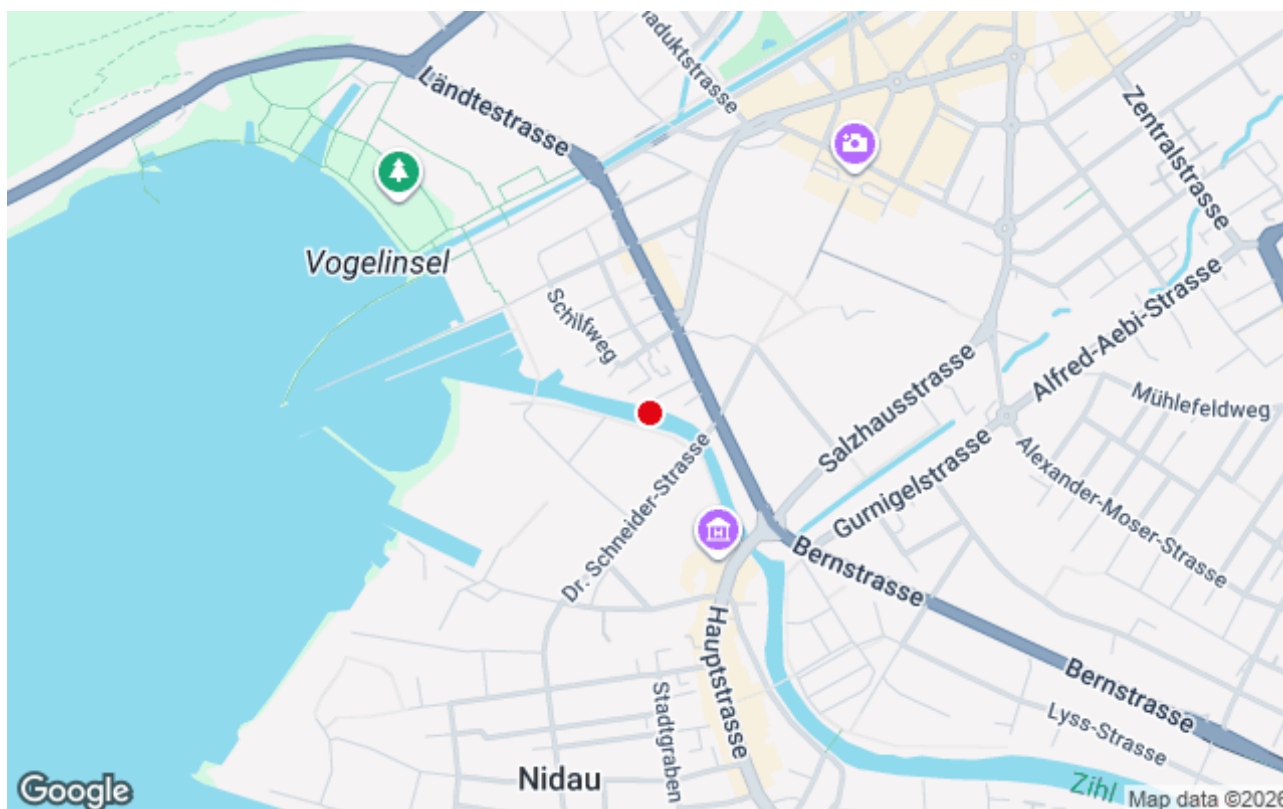 aduktstrasse
Ländtestrasse
Zentralstrasse
Vogelinsel
Schilfweg
Alfred-Aebi-Strasse
Salzhausstrasse
Mühlefeldweg
Gurnigelstrasse
Alexander-Moser-Strasse
Dr. Schneider-Strasse
Bernstrasse
Hauptstrasse
Bernstrasse
Stadtgraben
Lyss-Strasse
Nidau
Zihl
Google
Map data ©2026